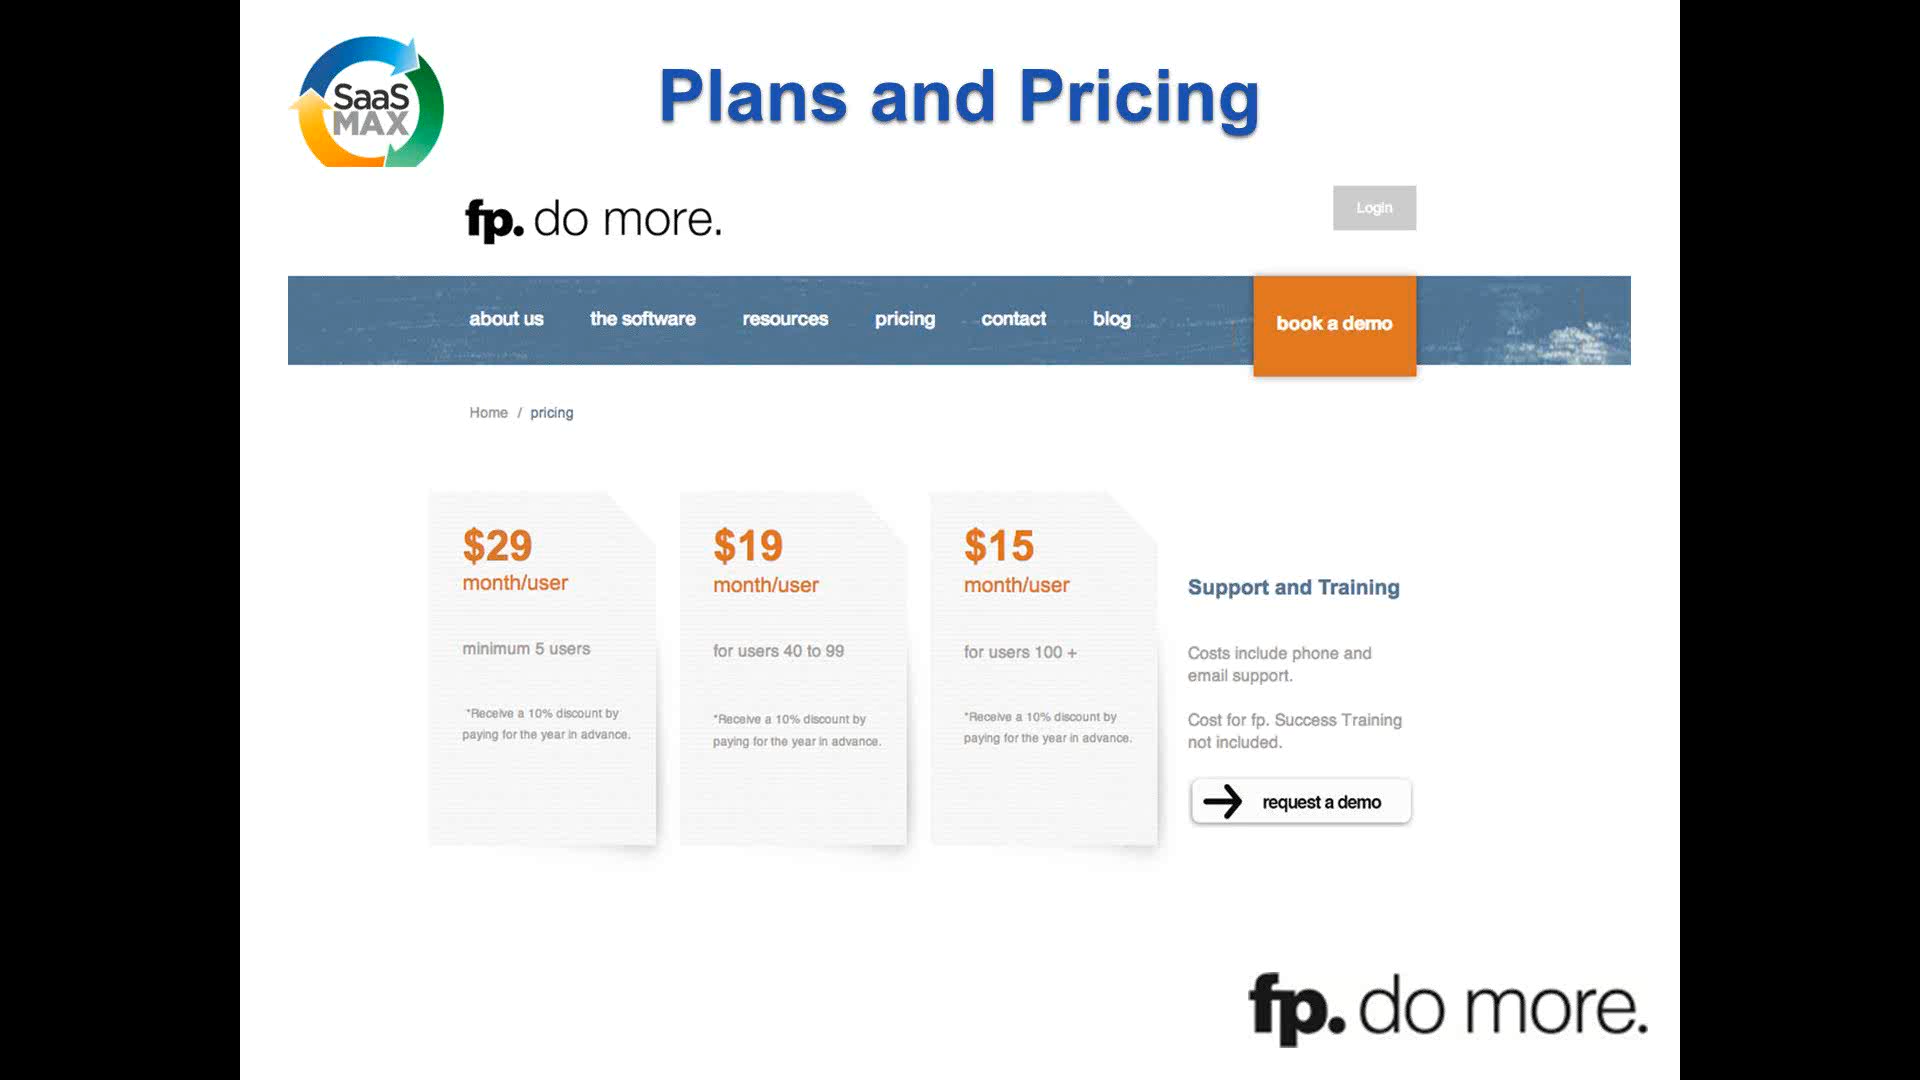 SaaS
MAX
Plans and Pricing
fp. do more.
Login
about us the software resources pricing contact blog book a demo
Home / pricing
$29
month/user
minimum 5 users
*Receive a 10% discount by
paying for the year in advance.
$19
month/user
for users 40 to 99
*Receive a 10% discount by
paying for the year in advance.
$15
month/user
for users 100 +
*Receive a 10% discount by
paying for the year in advance.
Support and Training
Costs include phone and
email support.
Cost for fp. Success Training
not included.
request a demo
fp. do more.